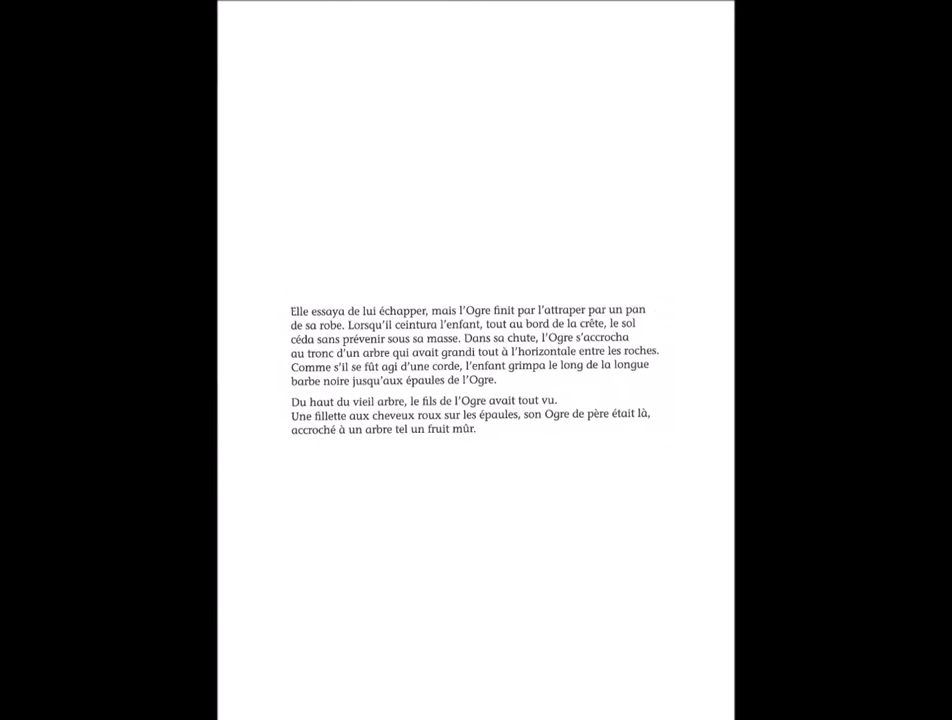 Elle essaya de lui échapper, mais l'Ogre finit par l'attraper par un pan
de sa robe. Lorsqu'il ceintura l'enfant, tout au bord de la crête, le sol
céda sans prévenir sous sa masse. Dans sa chute, l'Ogre s'accrocha
au tronc d'un arbre qui avait grandi tout à l'horizontale entre les roches.
Comme s'il se fût agi d'une corde, l'enfant grimpa le long de la longue
barbe noire jusqu'aux épaules de l'Ogre.
Du haut du vieil arbre, le fils de l'Ogre avait tout vu.
Une fillette aux cheveux roux sur les épaules, son Ogre de père était là,
accroché à un arbre tel un fruit mûr.